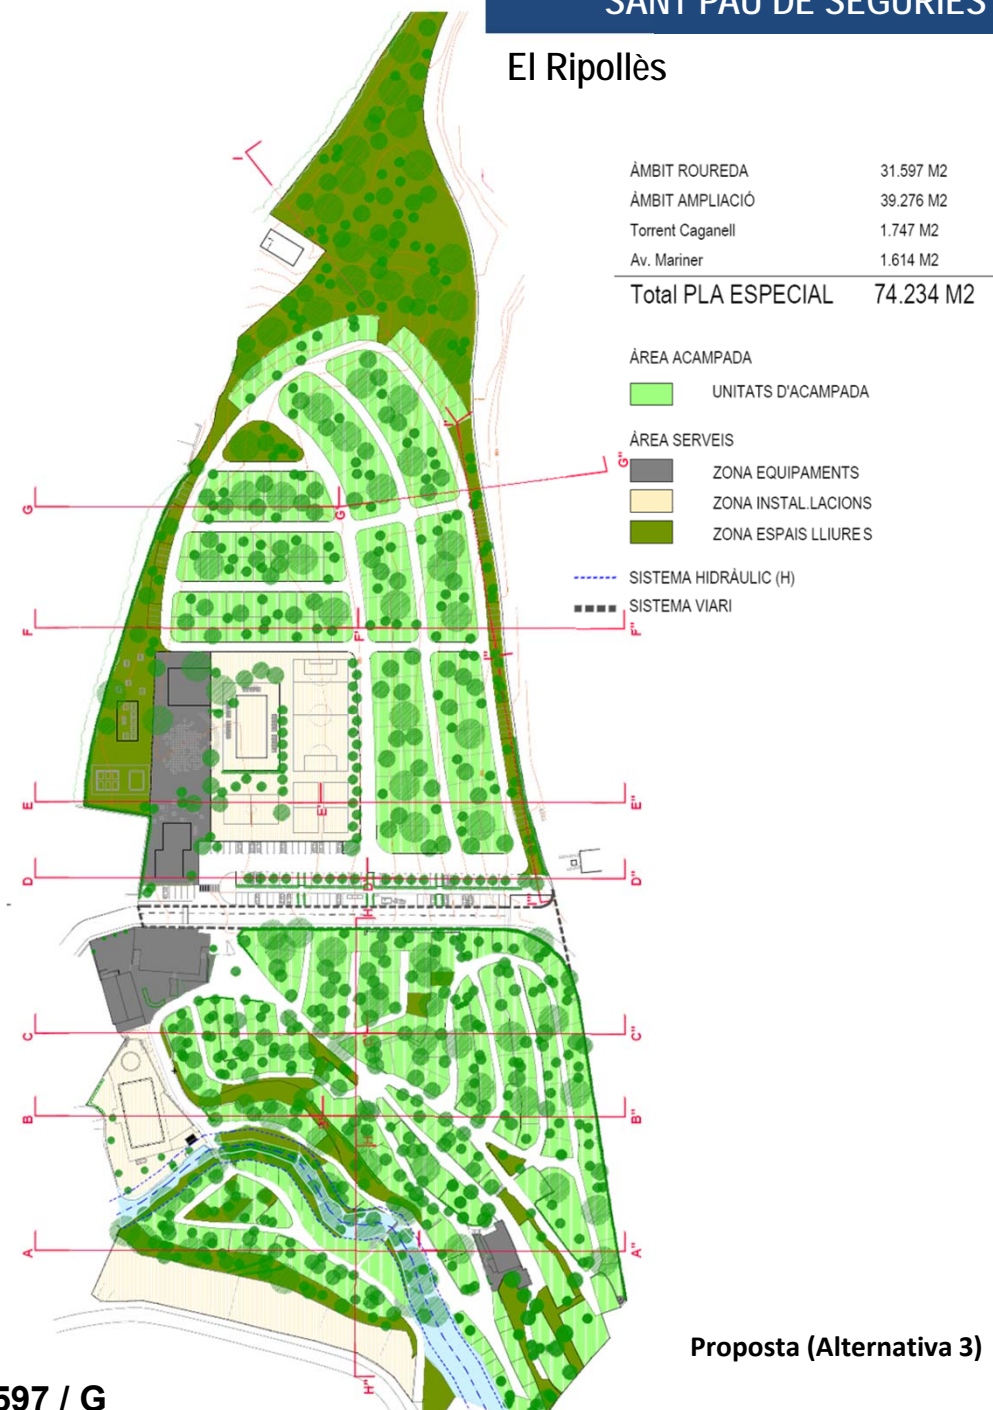 SANT PAU DE SEGÚRIES
El Ripollès
ÀMBIT ROUREDA 31.597 M2
ÀMBIT AMPLIACIÓ 39.276 M2
Torrent Caganell 1.747 M2
Av. Mariner 1.614 M2
Total PLA ESPECIAL 74.234 M2
ÀREA ACAMPADA
UNITATS D'ACAMPADA
ÀREA SERVEIS
ZONA EQUIPAMENTS
ZONA INSTAL.LACIONS
ZONA ESPAIS LLIURES
SISTEMA HIDRÀULIC (H)
SISTEMA VIARI
I
I'
G G' G''
F F' F''
I''
E E' E''
D D' D''
H
C C''
B B''
H'
A A''
H''
Proposta (Alternativa 3)
597 / G